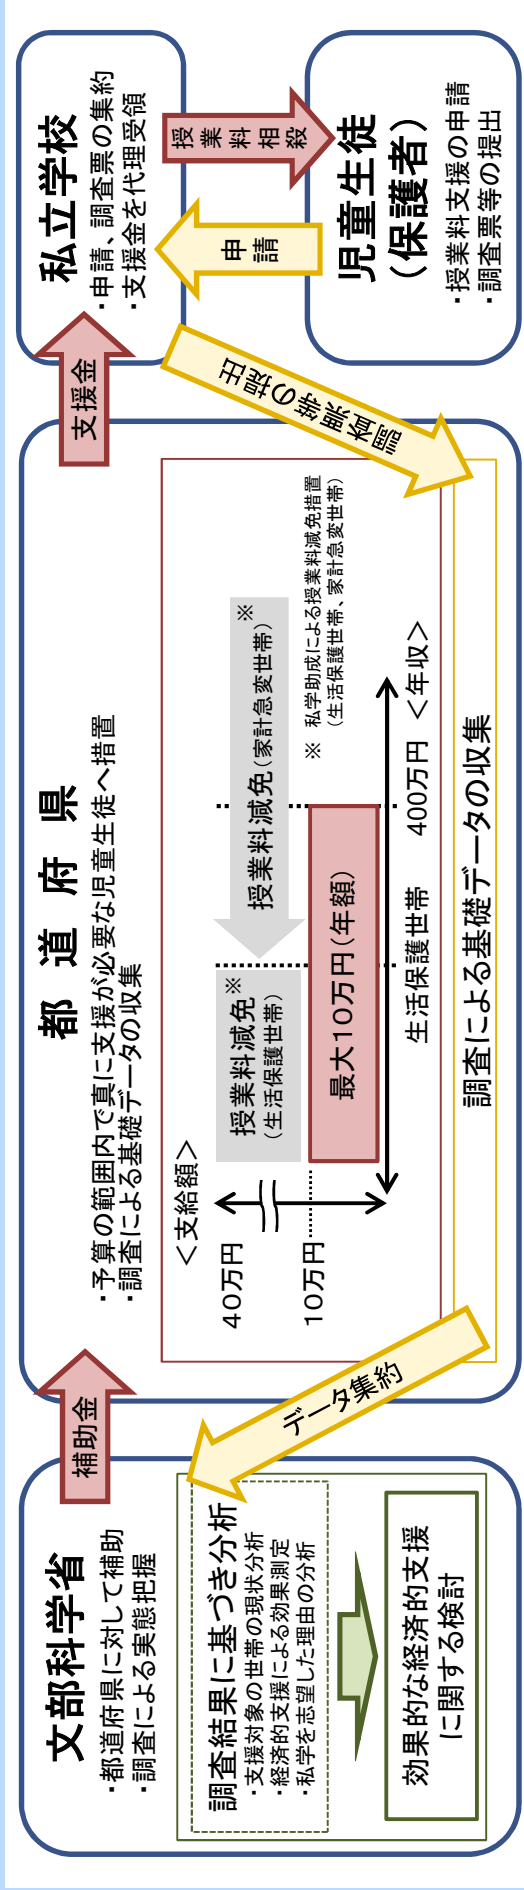 文部科学省
・都道府県に対して補助
・調査による実態把握
調査結果に基づき分析
・支援対象の世帯の現状分析
・経済的支援による効果測定
・私学を志望した理由の分析
効果的な経済的支援
に関する検討
補助金
データ集約
都道府県
・予算の範囲内で真に支援が必要な児童生徒へ措置
・調査による基礎データの収集
＜支給額＞
40万円
10万円
授業料減免※
（生活保護世帯）
授業料減免（家計急変世帯）※
最大10万円（年額）
※ 私学助成による授業料減免措置
（生活保護世帯、家計急変世帯）
生活保護世帯
400万円
＜年収＞
調査による基礎データの収集
支援金
調査票等の提出
私立学校
・申請、調査票の集約
・支援金を代理受領
授業料相殺
申請
児童生徒
（保護者）
・授業料支援の申請
・調査票等の提出